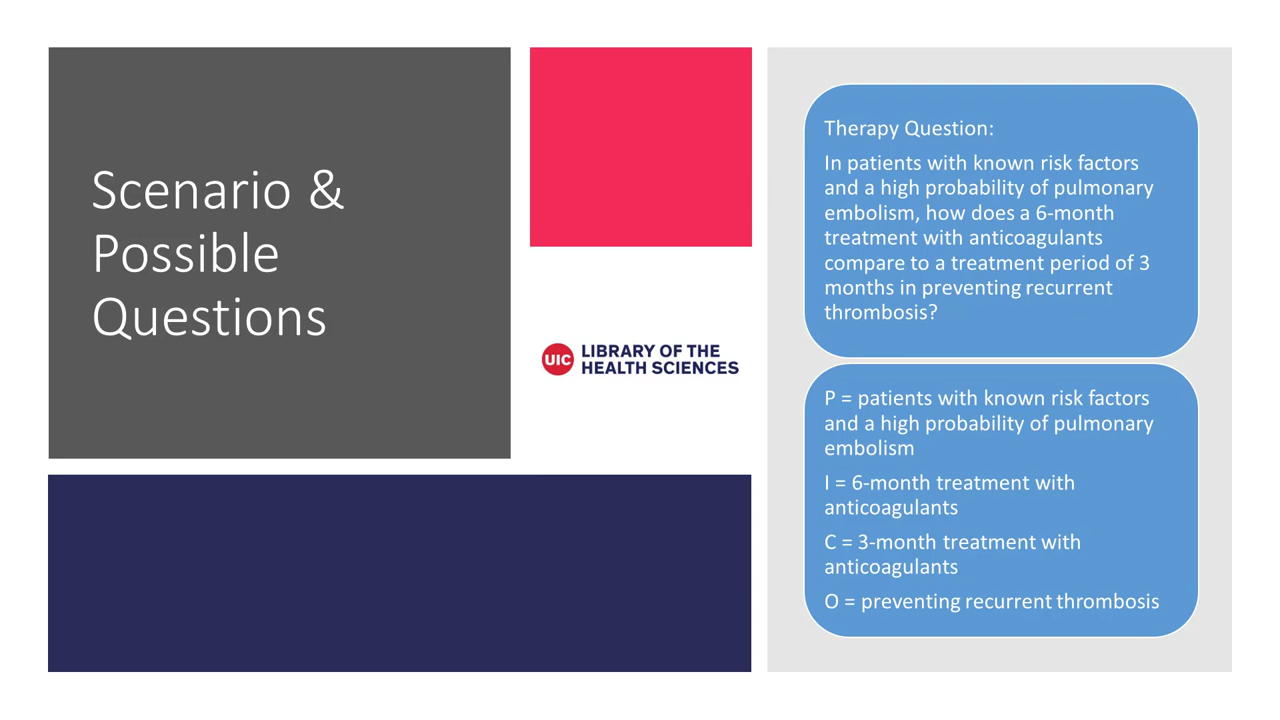 Scenario &
Possible
Questions
UIC
LIBRARY OF THE
HEALTH SCIENCES
Therapy Question:
In patients with known risk factors
and a high probability of pulmonary
embolism, how does a 6-month
treatment with anticoagulants
compare to a treatment period of 3
months in preventing recurrent
thrombosis?
P = patients with known risk factors
and a high probability of pulmonary
embolism
I = 6-month treatment with
anticoagulants
C = 3-month treatment with
anticoagulants
O = preventing recurrent thrombosis